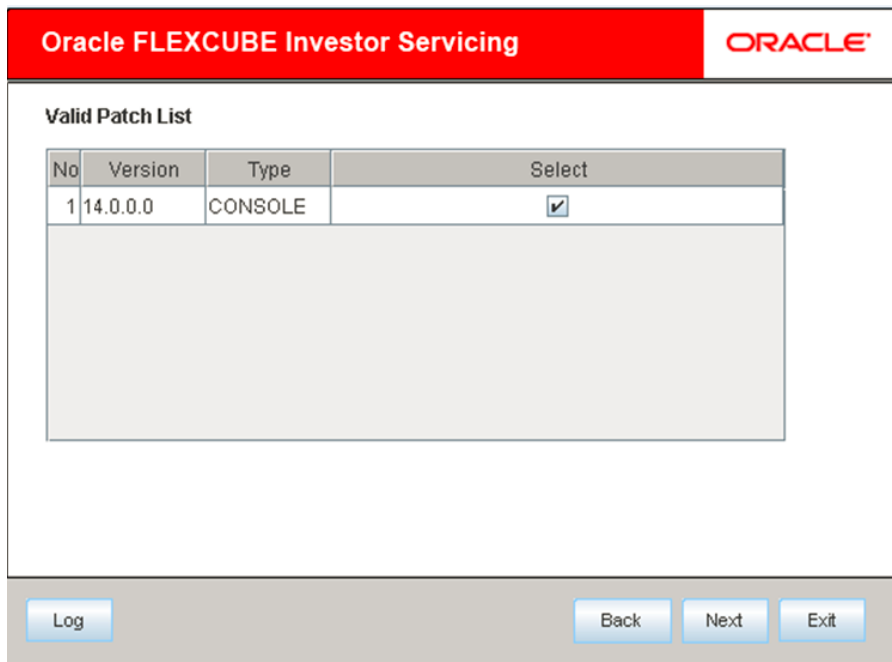 Oracle FLEXCUBE Investor Servicing
ORACLE
Valid Patch List
No Version Type Select
1 14.0.0.0 CONSOLE
Log Back Next Exit